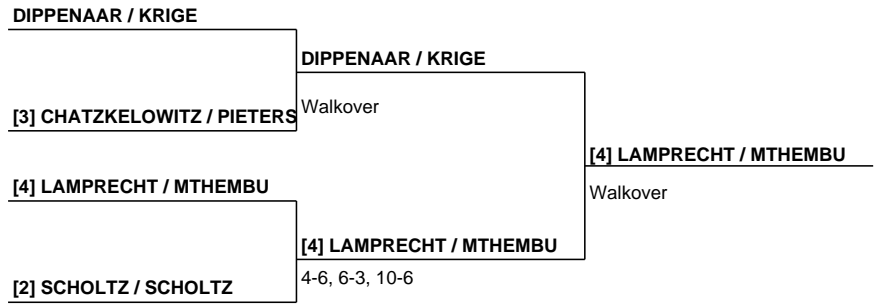 DIPPENAAR / KRIGE
DIPPENAAR / KRIGE
Walkover
[3] CHATZKELOWITZ / PIETERS
[4] LAMPRECHT / MTHEMBU
Walkover
[4] LAMPRECHT / MTHEMBU
[4] LAMPRECHT / MTHEMBU
4-6, 6-3, 10-6
[2] SCHOLTZ / SCHOLTZ